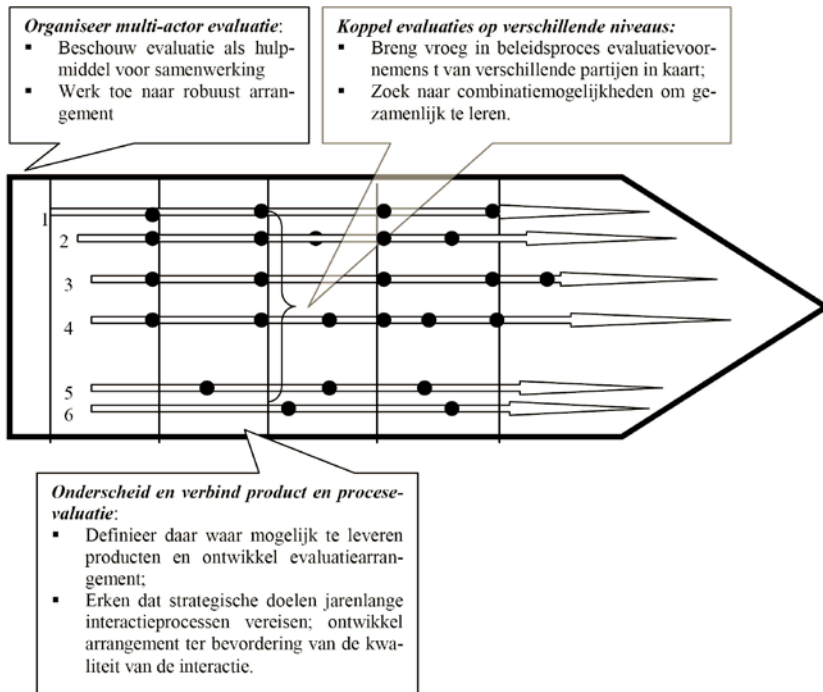 Organiseer multi-actor evaluatie:
▪ Beschouw evaluatie als hulp-
middel voor samenwerking
▪ Werk toe naar robuust arran-
gement
Koppel evaluaties op verschillende niveaus:
▪ Breng vroeg in beleidsproces evaluatievoor-
nemens t van verschillende partijen in kaart;
▪ Zoek naar combinatiemogelijkheden om ge-
zamenlijk te leren.
1
2
3
4
5
6
Onderscheid en verbind product en procese-
valuatie:
▪ Definieer daar waar mogelijk te leveren
producten en ontwikkel evaluatiearran-
gement;
▪ Erken dat strategische doelen jarenlange
interactieprocessen vereisen; ontwikkel
arrangement ter bevordering van de kwa-
liteit van de interactie.